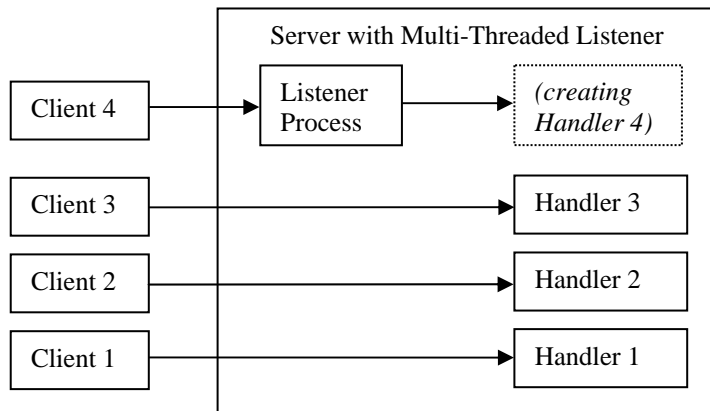 Server with Multi-Threaded Listener
Client 4
Listener
Process
(creating
Handler 4)
Client 3
Handler 3
Client 2
Handler 2
Client 1
Handler 1